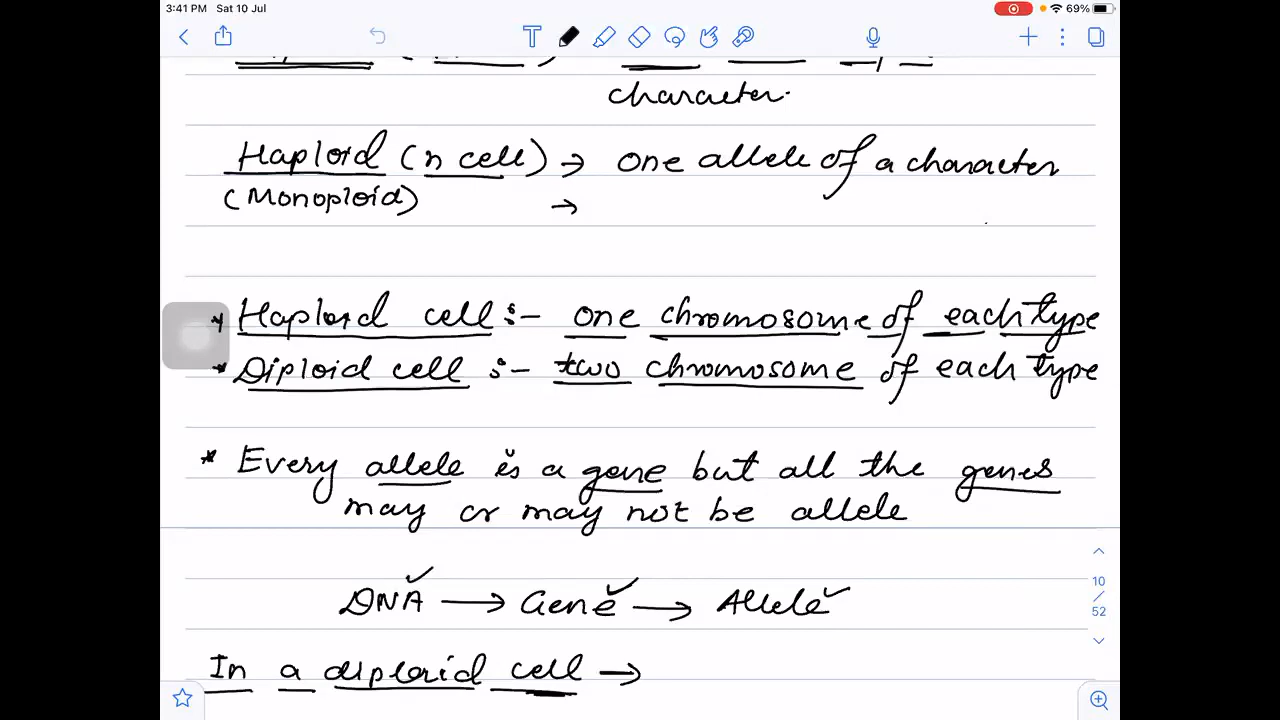 3:41 PM Sat 10 Jul 69%
T
character.
Haploid (n cell) → one allele of a character
(Monoploid) →
* Haploid cell :- one chromosome of each type
* Diploid cell :- two chromosome of each type
* Every allele is a gene but all the genes
may or may not be allele
DNA → Gene → Allele
10
/
52
In a diploid cell →